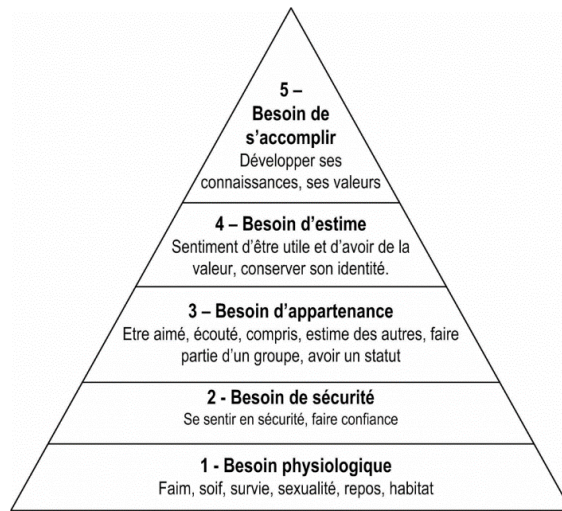 5 –
Besoin de
s'accomplir
Développer ses
connaissances, ses valeurs
4 – Besoin d'estime
Sentiment d'être utile et d'avoir de la
valeur, conserver son identité.
3 – Besoin d'appartenance
Etre aimé, écouté, compris, estime des autres, faire
partie d'un groupe, avoir un statut
2 - Besoin de sécurité
Se sentir en sécurité, faire confiance
1 - Besoin physiologique
Faim, soif, survie, sexualité, repos, habitat